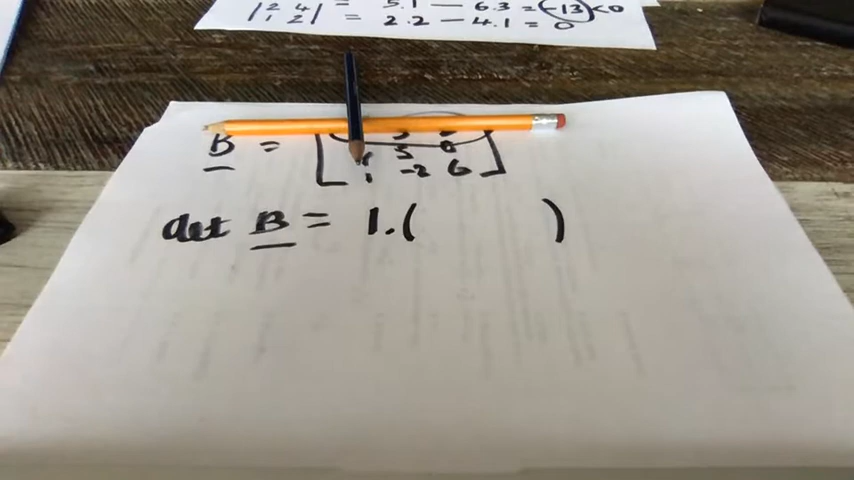 |2 4| = 5.1 — 6.3 = -13 < 0
|1 2| = 2.2 — 4.1 = 0
B =
5 0
1 -2 6
det B = 1.( )